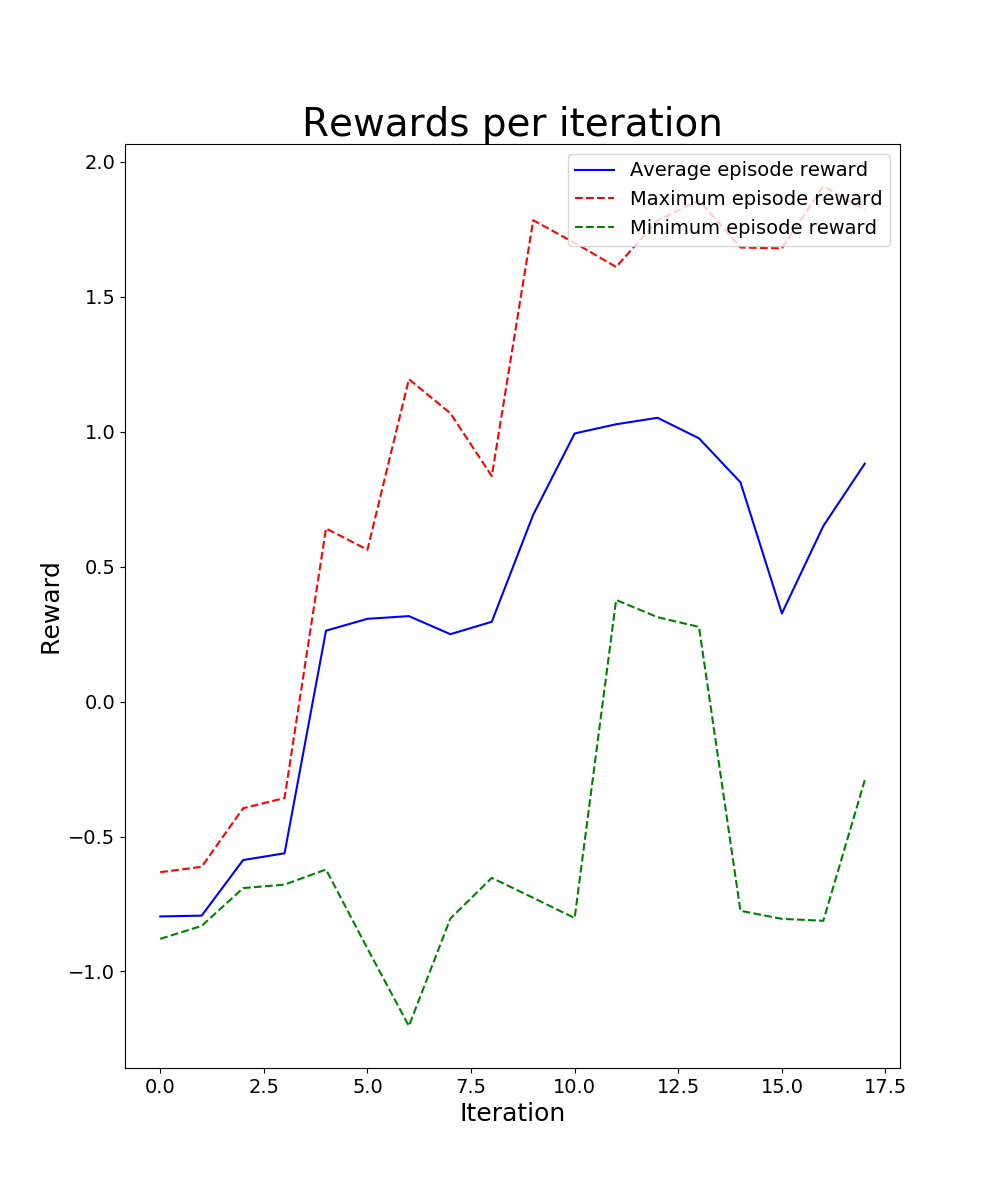 Rewards per iteration
Average episode reward
Maximum episode reward
Minimum episode reward
2.0
1.5
1.0
0.5
0.0
−0.5
−1.0
Reward
0.0 2.5 5.0 7.5 10.0 12.5 15.0 17.5
Iteration